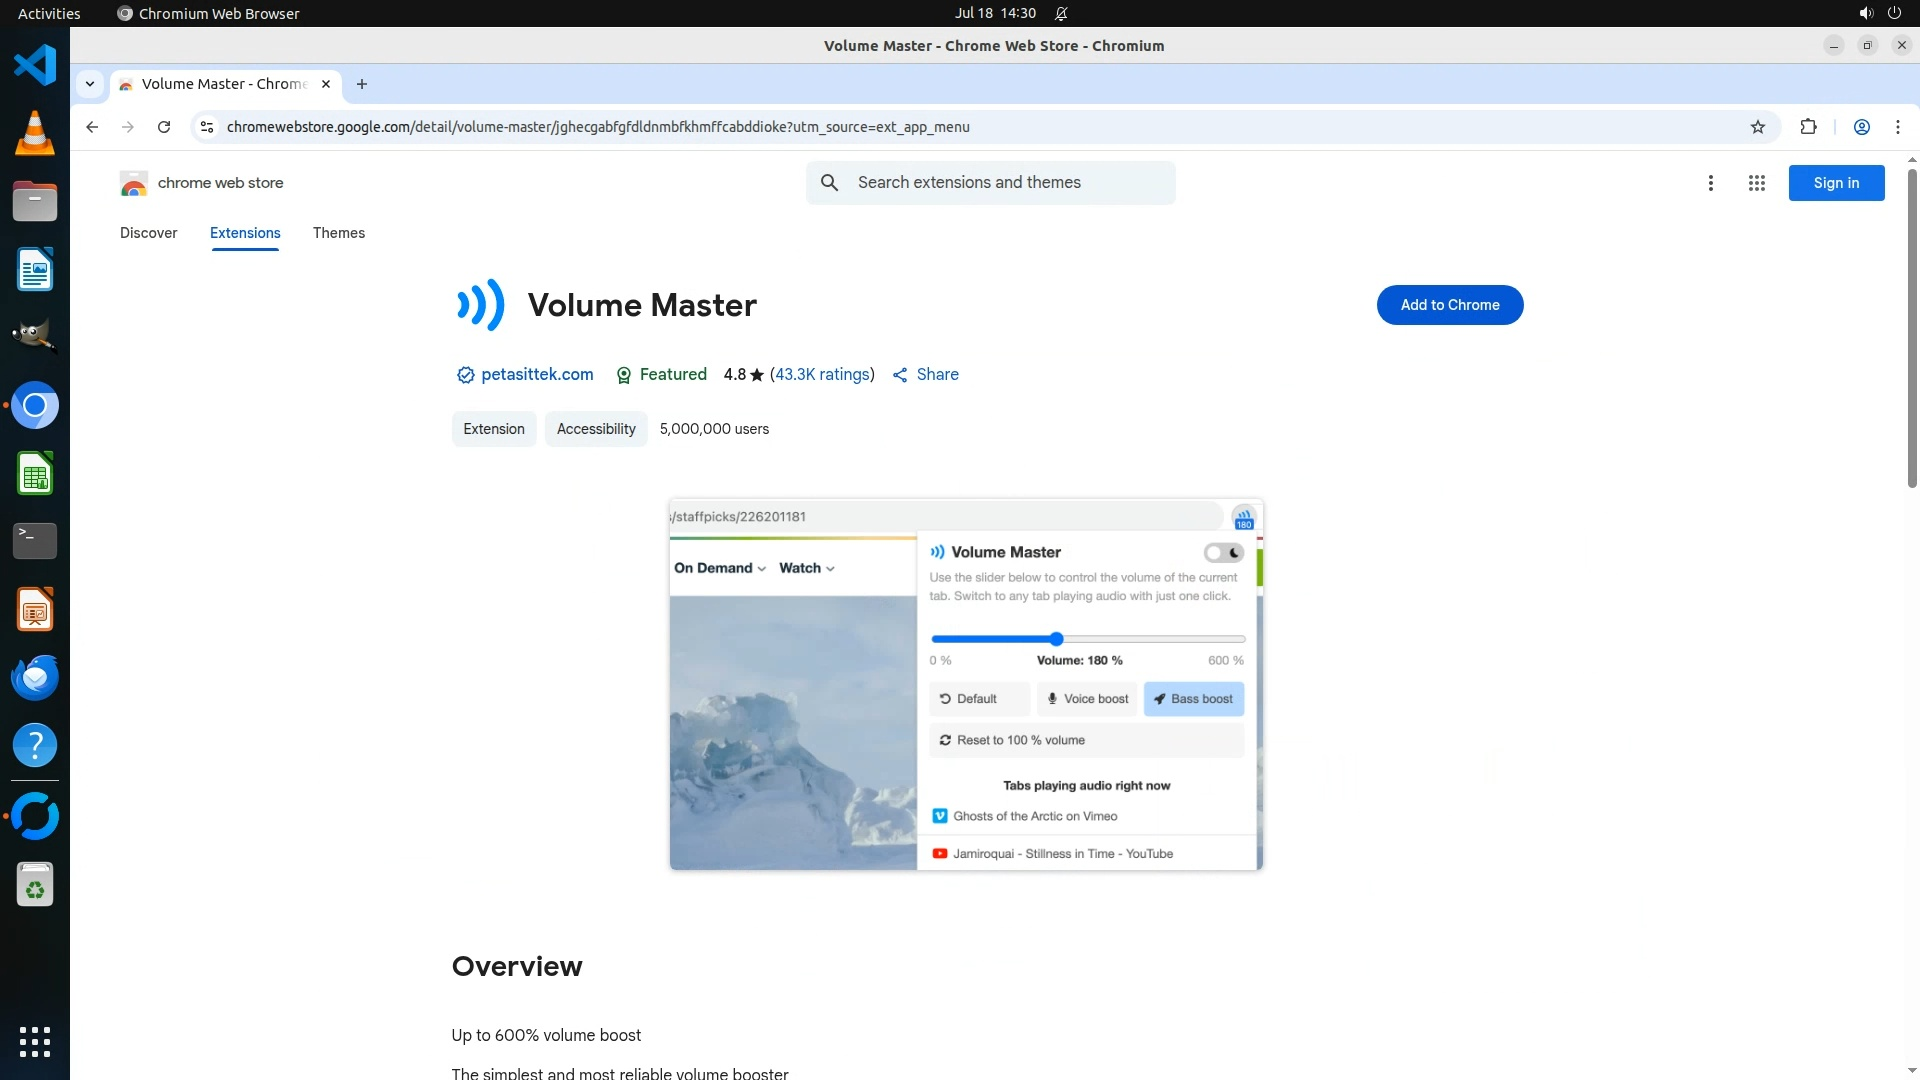 Activities
Chromium Web Browser
Jul 18 14:30
Volume Master - Chrome Web Store - Chromium
Volume Master - Chrome
chromewebstore.google.com/detail/volume-master/jghecgabfgfdldnmbfkhmffcabddioke?utm_source=ext_app_menu
chrome web store
Search extensions and themes
Sign in
Discover
Extensions
Themes
Volume Master
Add to Chrome
petasittek.com
Featured
4.8★ (43.3K ratings)
Share
Extension
Accessibility
5,000,000 users
/staffpicks/226201181
180
Volume Master
On Demand
Watch
Use the slider below to control the volume of the current
tab. Switch to any tab playing audio with just one click.
0 %
Volume: 180 %
600 %
Default
Voice boost
Bass boost
Reset to 100 % volume
Tabs playing audio right now
Ghosts of the Arctic on Vimeo
Jamiroquai - Stillness in Time - YouTube
Overview
Up to 600% volume boost
The simplest and most reliable volume booster